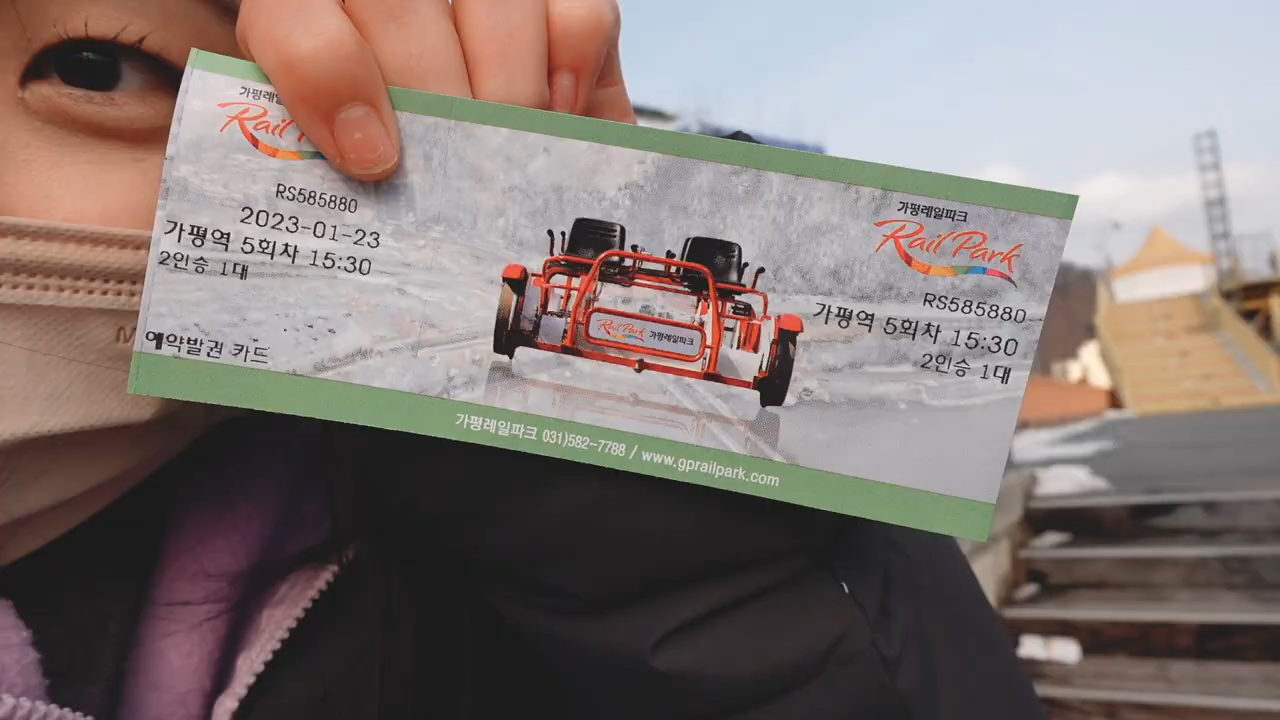 가평레일
Rail
RS585880
2023-01-23
가평역 5회차 15:30
2인승 1대
예약발권 카드
Rail Park 가평레일파크
가평레일파크
Rail Park
RS585880
가평역 5회차 15:30
2인승 1대
가평레일파크 031)582-7788 / www.gprailpark.com